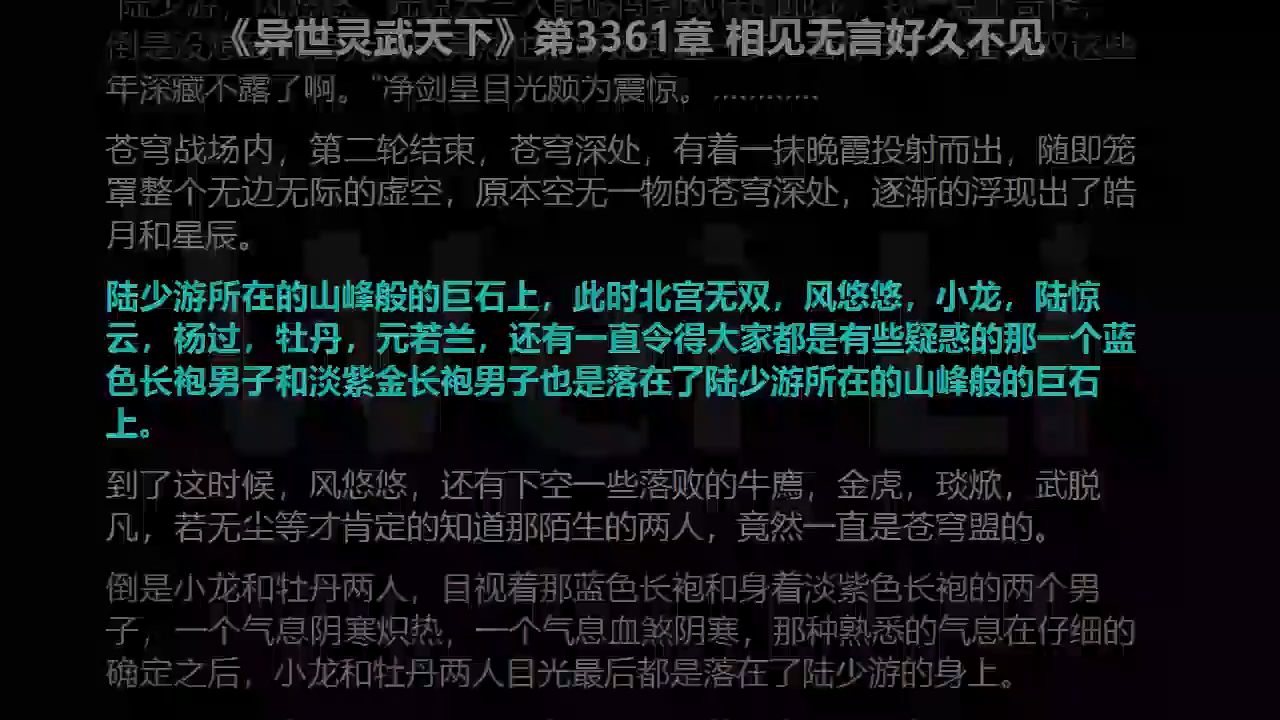 《异世灵武天下》第3361章 相见无言好久不见
年深藏不露了啊。”净剑皇目光颇为震惊。…………
苍穹战场内，第二轮结束，苍穹深处，有着一抹晚霞投射而出，随即笼
罩整个无边无际的虚空，原本空无一物的苍穹深处，逐渐的浮现出了皓
月和星辰。
陆少游所在的山峰般的巨石上，此时北宫无双，风悠悠，小龙，陆惊
云，杨过，牡丹，元若兰，还有一直令得大家都是有些疑惑的那一个蓝
色长袍男子和淡紫金长袍男子也是落在了陆少游所在的山峰般的巨石
上。
到了这时候，风悠悠，还有下空一些落败的牛鷹，金虎，琰焮，武脱
凡，若无尘等才肯定的知道那陌生的两人，竟然一直是苍穹盟的。
倒是小龙和牡丹两人，目视着那蓝色长袍和身着淡紫色长袍的两个男
子，一个气息阴寒炽热，一个气息血煞阴寒，那种熟悉的气息在仔细的
确定之后，小龙和牡丹两人目光最后都是落在了陆少游的身上。